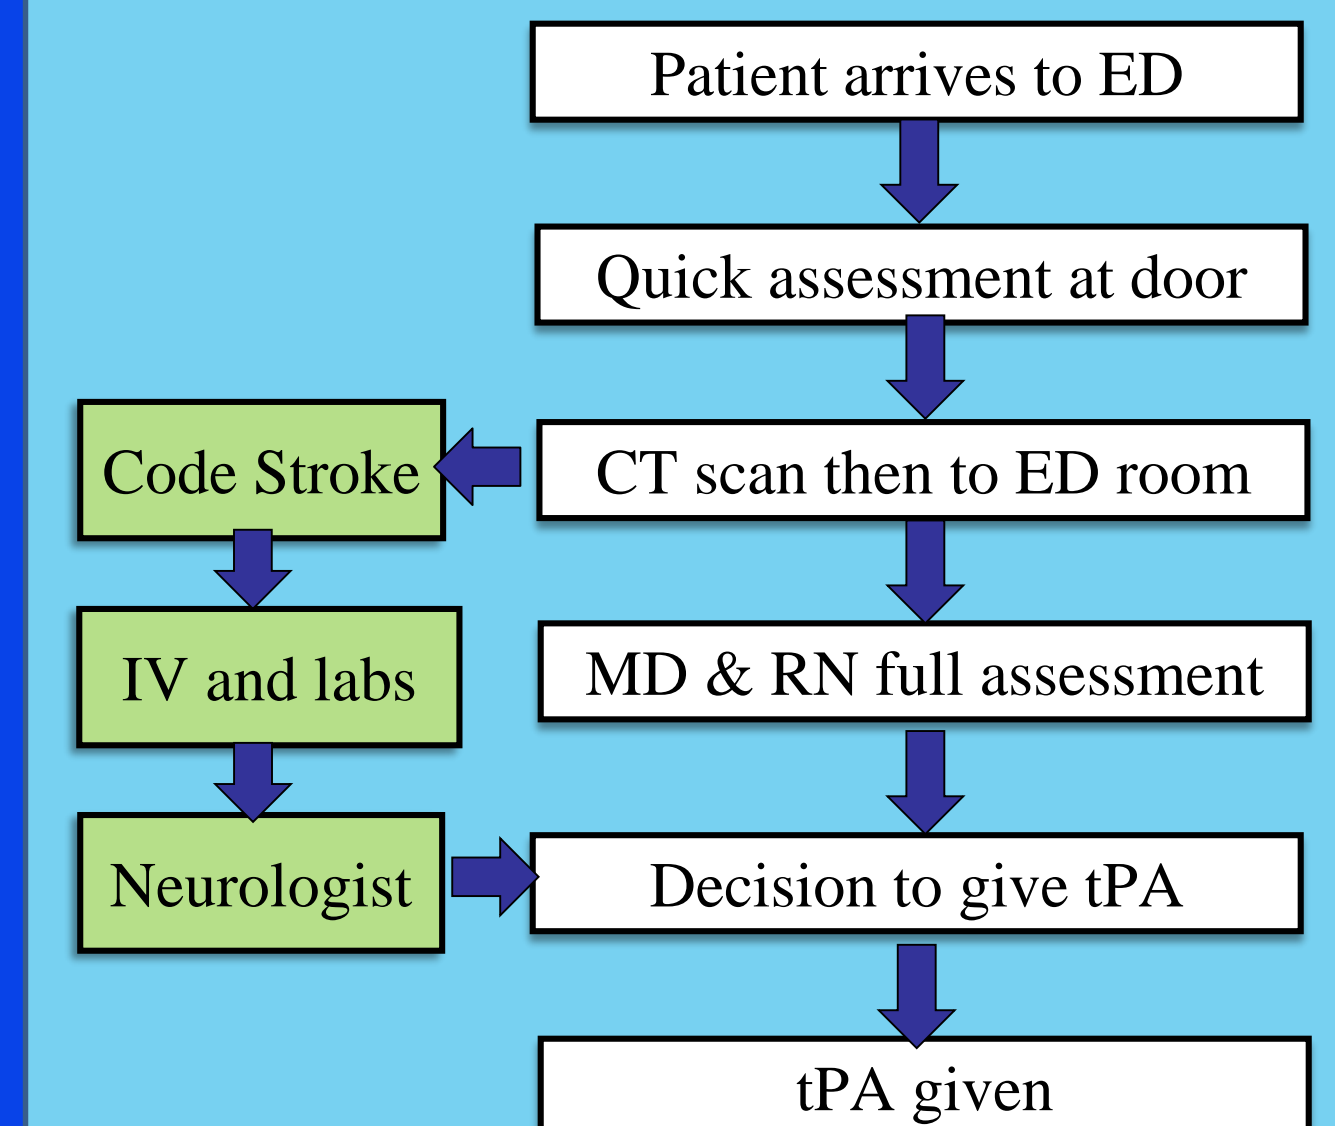 Patient arrives to ED
Quick assessment at door
CT scan then to ED room
Code Stroke
MD & RN full assessment
IV and labs
Decision to give tPA
Neurologist
tPA given